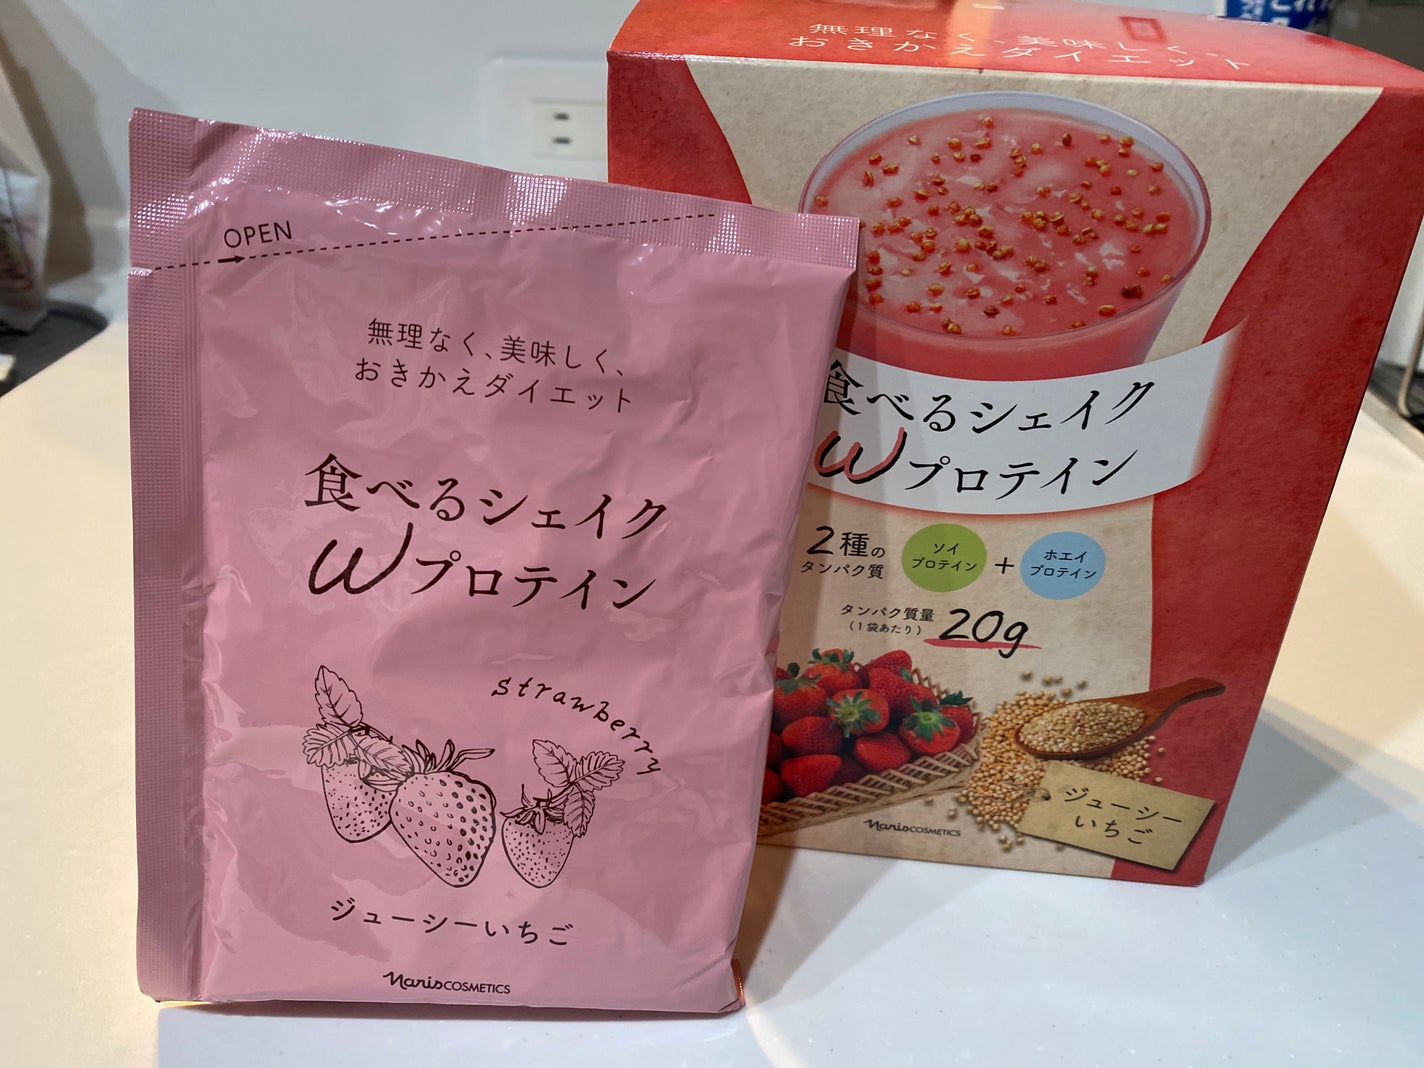 OPEN
無理なく、美味しく、
おきかえダイエット
食べるシェイク
Wプロテイン
strawberry
ジューシーいちご
Naris COSMETICS
無理なく、美味しく、
おきかえダイエット
食べるシェイク
Wプロテイン
2種の
タンパク質
ソイ
プロテイン
+
ホエイ
プロテイン
タンパク質量
(1袋あたり)
20g
ジューシー
いちご
Naris COSMETICS